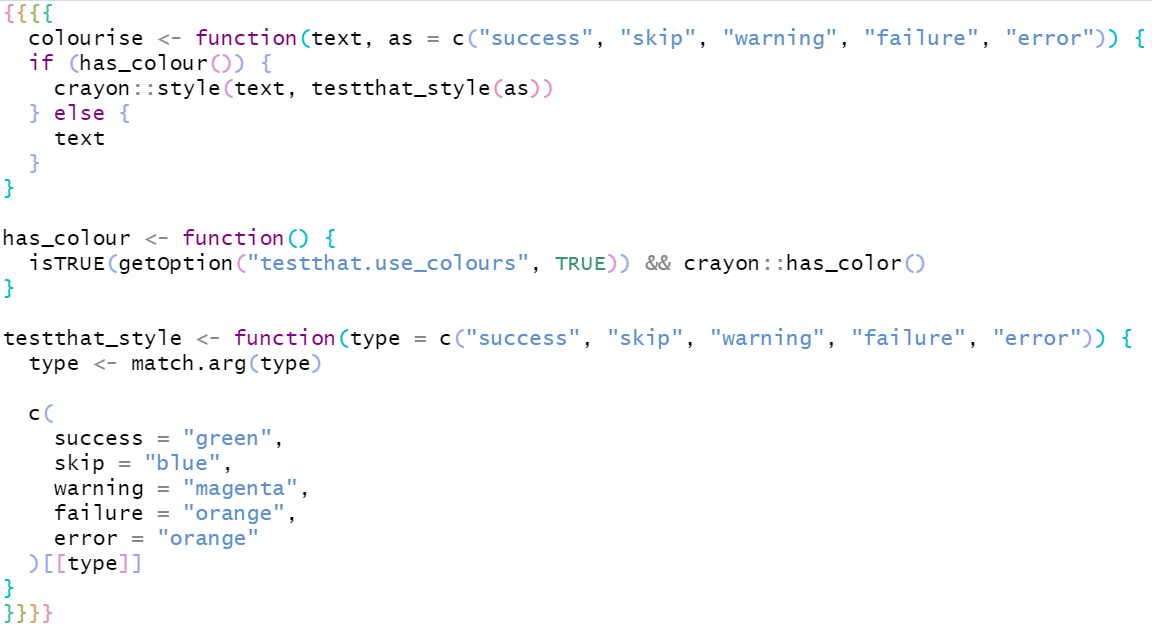 {{{{
  colourise <- function(text, as = c("success", "skip", "warning", "failure", "error")) {
  if (has_colour()) {
    crayon::style(text, testthat_style(as))
  } else {
    text
  }
}

has_colour <- function() {
  isTRUE(getOption("testthat.use_colours", TRUE)) && crayon::has_color()
}

testthat_style <- function(type = c("success", "skip", "warning", "failure", "error")) {
  type <- match.arg(type)

  c(
    success = "green",
    skip = "blue",
    warning = "magenta",
    failure = "orange",
    error = "orange"
  )[[type]]
}
}}}}